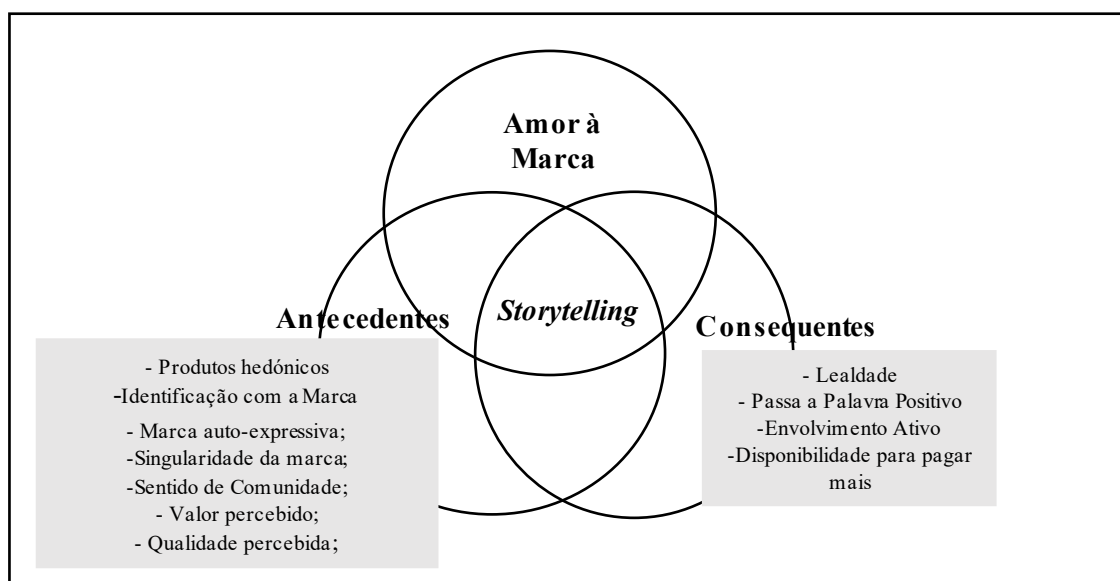 Amor à
Marca
Antecedentes
Storytelling
Consequentes
- Produtos hedónicos
-Identificação com a Marca
- Marca auto-expressiva;
-Singularidade da marca;
-Sentido de Comunidade;
- Valor percebido;
- Qualidade percebida;
- Lealdade
- Passa a Palavra Positivo
-Envolvimento Ativo
-Disponibilidade para pagar
mais